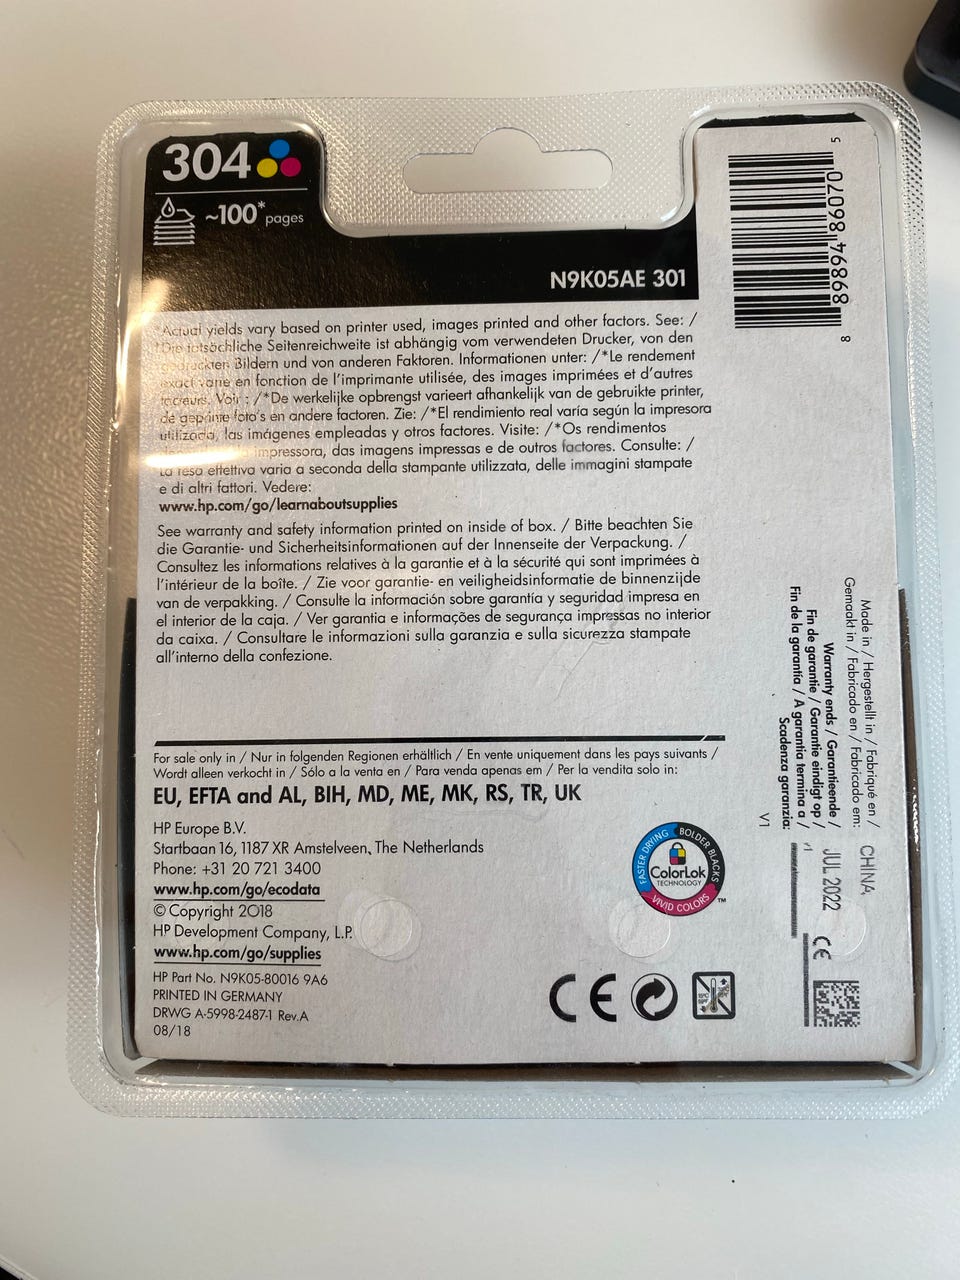 304
~100* pages
N9K05AE 301
*Actual yields vary based on printer used, images printed and other factors. See: /
*Die tatsächliche Seitenreichweite ist abhängig vom verwendeten Drucker, von den
gedruckten Bildern und von anderen Faktoren. Informationen unter: /*Le rendement
exact varie en fonction de l'imprimante utilisée, des images imprimées et d'autres
facteurs. Voir : /*De werkelijke opbrengst varieert afhankelijk van de gebruikte printer,
de geprinte foto's en andere factoren. Zie: /*El rendimiento real varía según la impresora
utilizada, las imágenes empleadas y otros factores. Visite: /*Os rendimentos
impressora, das imagens impressas e de outros factores. Consulte: /
La resa effettiva varia a seconda della stampante utilizzata, delle immagini stampate
e di altri fattori. Vedere:
www.hp.com/go/learnaboutsupplies
See warranty and safety information printed on inside of box. / Bitte beachten Sie
die Garantie- und Sicherheitsinformationen auf der Innenseite der Verpackung. /
Consultez les informations relatives à la garantie et à la sécurité qui sont imprimées à
l'intérieur de la boîte. / Zie voor garantie- en veiligheidsinformatie de binnenzijde
van de verpakking. / Consulte la información sobre garantía y seguridad impresa en
el interior de la caja. / Ver garantia e informações de segurança impressas no interior
da caixa. / Consultare le informazioni sulla garanzia e sulla sicurezza stampate
all'interno della confezione.
For sale only in / Nur in folgenden Regionen erhältlich / En vente uniquement dans les pays suivants /
Wordt alleen verkocht in / Sólo a la venta en / Para venda apenas em / Per la vendita solo in:
EU, EFTA and AL, BIH, MD, ME, MK, RS, TR, UK
HP Europe B.V.
Startbaan 16, 1187 XR Amstelveen, The Netherlands
Phone: +31 20 721 3400
www.hp.com/go/ecodata
© Copyright 2018
HP Development Company, L.P.
www.hp.com/go/supplies
HP Part No. N9K05-80016 9A6
PRINTED IN GERMANY
DRWG A-5998-2487-1 Rev.A
08/18
FASTER DRYING
BOLDER BLACKS
ColorLok
TECHNOLOGY
VIVID COLORS
TM
CE
5 707098 468898 8
Made in / Hergestellt in / Fabriqué en /
Gemaakt in / Fabricado en / Fabricado em:
CHINA
Warranty ends / Garantieende /
Fin de garantie / Garantie eindigt op /
Fin de la garantía / A garantia termina a /
Scadenza garanzia:
JUL 2022
V1
CE